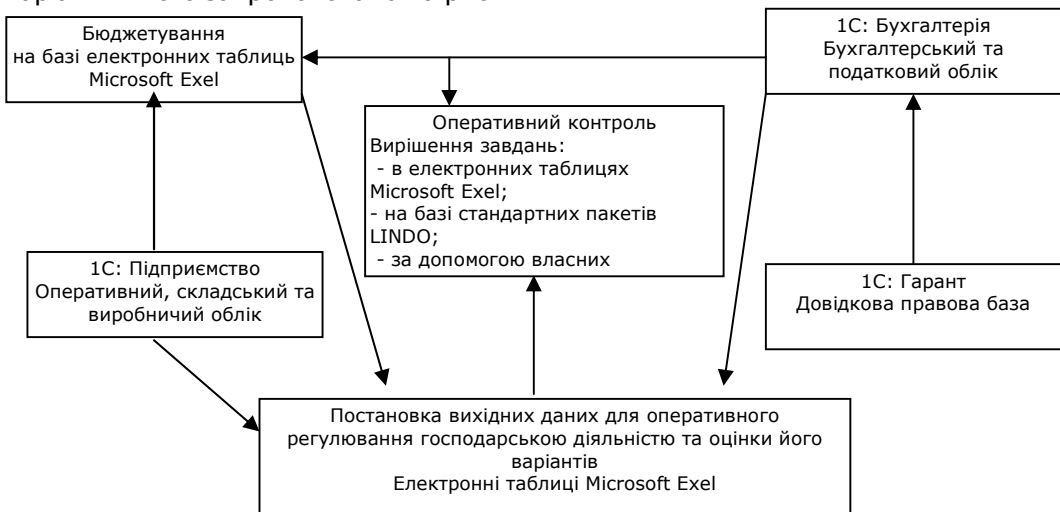 Бюджетування
на базі електронних таблиць
Microsoft Exel
1С: Бухгалтерія
Бухгалтерський та
податковий облік
Оперативний контроль
Вирішення завдань:
- в електронних таблицях
Microsoft Exel;
- на базі стандартних пакетів
LINDO;
- за допомогою власних
1С: Підприємство
Оперативний, складський та
виробничий облік
1С: Гарант
Довідкова правова база
Постановка вихідних даних для оперативного
регулювання господарською діяльністю та оцінки його
варіантів
Електронні таблиці Microsoft Exel